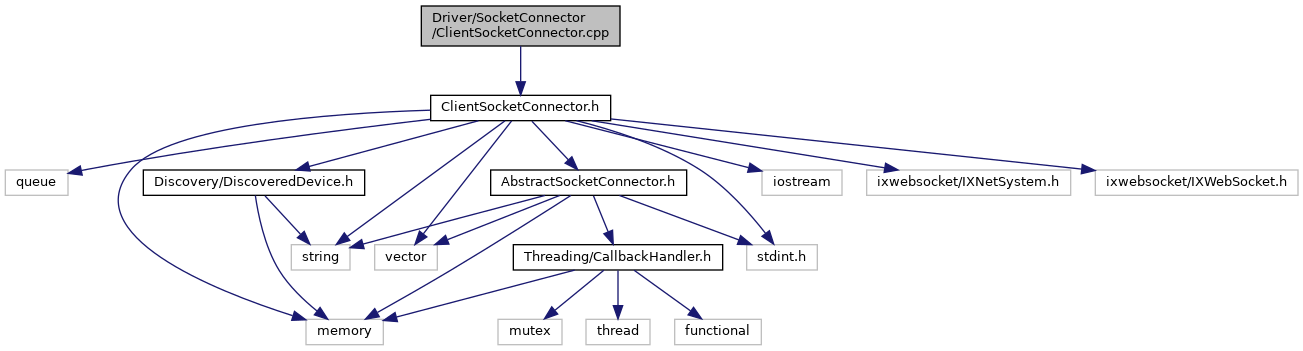 Driver/SocketConnector
/ClientSocketConnector.cpp
ClientSocketConnector.h
queue
Discovery/DiscoveredDevice.h
AbstractSocketConnector.h
iostream
ixwebsocket/IXNetSystem.h
ixwebsocket/IXWebSocket.h
string
vector
Threading/CallbackHandler.h
stdint.h
memory
mutex
thread
functional